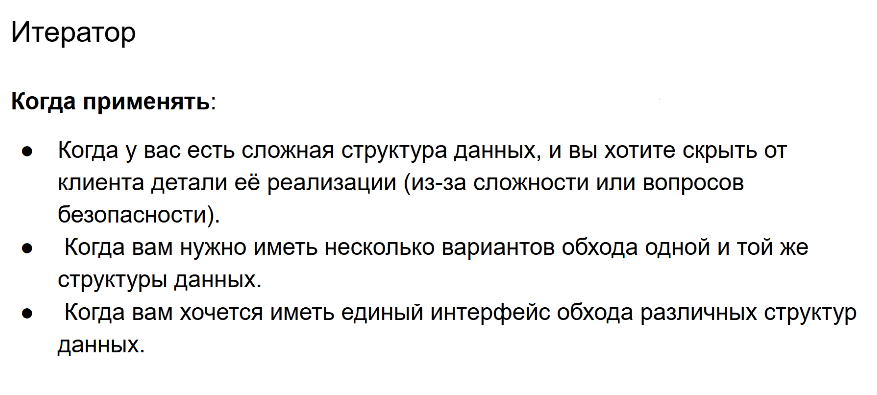 Итератор
Когда применять:
● Когда у вас есть сложная структура данных, и вы хотите скрыть от
клиента детали её реализации (из-за сложности или вопросов
безопасности).
● Когда вам нужно иметь несколько вариантов обхода одной и той же
структуры данных.
● Когда вам хочется иметь единый интерфейс обхода различных структур
данных.